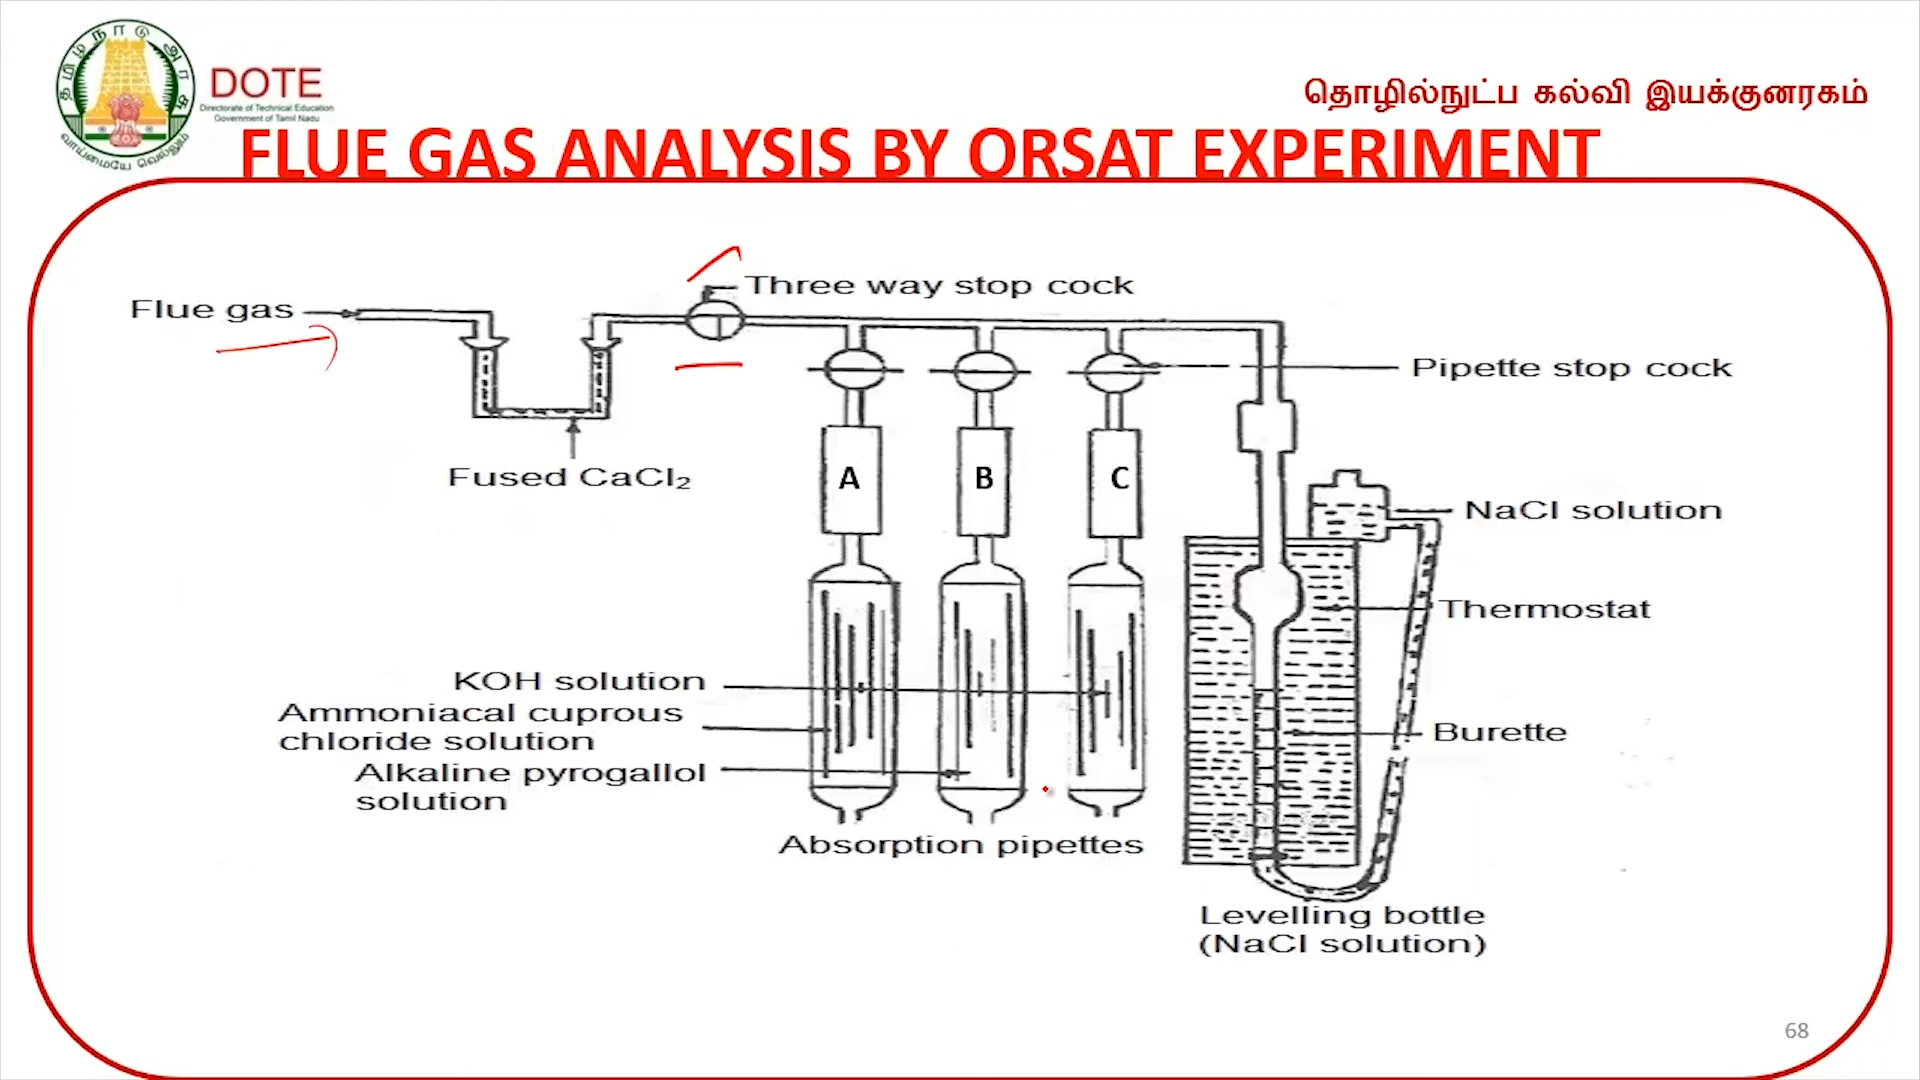 தமிழ்நாடு அரசு
வாய்மையே வெல்லும்
DOTE
Directorate of Technical Education
Government of Tamil Nadu
தொழில்நுட்ப கல்வி இயக்குனரகம்
FLUE GAS ANALYSIS BY ORSAT EXPERIMENT
Three way stop cock
Flue gas
Pipette stop cock
Fused CaCl₂
A
B
C
NaCl solution
Thermostat
KOH solution
Ammoniacal cuprous
chloride solution
Burette
Alkaline pyrogallol
solution
Absorption pipettes
Levelling bottle
(NaCl solution)
68